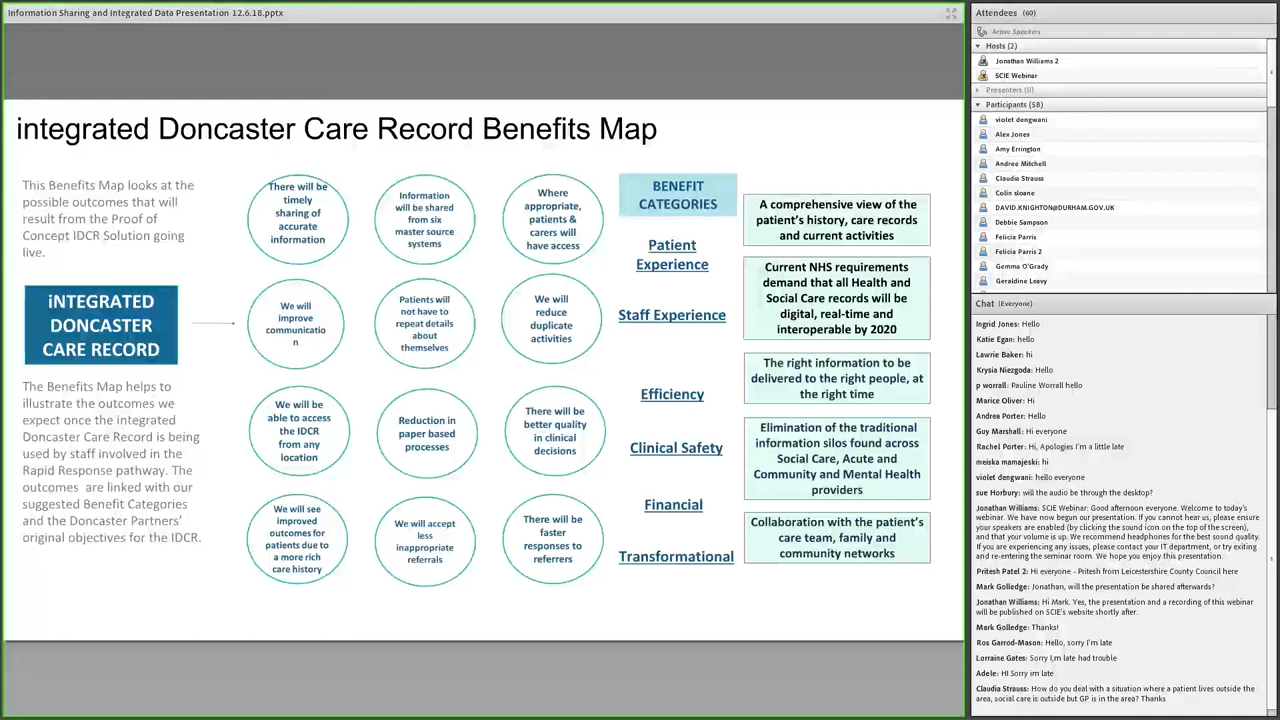 Information Sharing and Integrated Data Presentation 12.6.18.pptx
integrated Doncaster Care Record Benefits Map
This Benefits Map looks at the
possible outcomes that will
result from the Proof of
Concept IDCR Solution going
live.
iNTEGRATED
DONCASTER
CARE RECORD
The Benefits Map helps to
illustrate the outcomes we
expect once the integrated
Doncaster Care Record is being
used by staff involved in the
Rapid Response pathway. The
outcomes are linked with our
suggested Benefit Categories
and the Doncaster Partners'
original objectives for the IDCR.
There will be
timely
sharing of
accurate
information
Information
will be shared
from six
master source
systems
Where
appropriate,
patients &
carers will
have access
We will
improve
communicatio
n
Patients will
not have to
repeat details
about
themselves
We will
reduce
duplicate
activities
We will be
able to access
the IDCR
from any
location
Reduction in
paper based
processes
There will be
better quality
in clinical
decisions
We will see
improved
outcomes for
patients due to
a more rich
care history
We will accept
less
inappropriate
referrals
There will be
faster
responses to
referrers
BENEFIT
CATEGORIES
Patient
Experience
Staff Experience
Efficiency
Clinical Safety
Financial
Transformational
A comprehensive view of the
patient's history, care records
and current activities
Current NHS requirements
demand that all Health and
Social Care records will be
digital, real-time and
interoperable by 2020
The right information to be
delivered to the right people, at
the right time
Elimination of the traditional
information silos found across
Social Care, Acute and
Community and Mental Health
providers
Collaboration with the patient's
care team, family and
community networks
Attendees (60)
Active Speakers
Hosts (2)
Jonathan Williams 2
SCIE Webinar
Presenters (0)
Participants (58)
violet dengwani
Alex Jones
Amy Errington
Andree Mitchell
Claudia Strauss
Colin sloane
DAVID.KNIGHTON@DURHAM.GOV.UK
Debbie Sampson
Felicia Parris
Felicia Parris 2
Gemma O'Grady
Geraldine Leavy
Chat (Everyone)
Ingrid Jones: Hello
Katie Egan: hello
Lawrie Baker: hi
Krysia Niezgoda: Hello
p worrall: Pauline Worrall hello
Marice Oliver: Hi
Andrea Porter: Hello
Guy Marshall: Hi everyone
Rachel Porter: Hi, Apologies I'm a little late
meiska mamajeski: hi
violet dengwani: hello everyone
sue Horbury: will the audio be through the desktop?
Jonathan Williams: SCIE Webinar: Good afternoon everyone. Welcome to today's
webinar. We have now begun our presentation. If you cannot hear us, please ensure
your speakers are enabled (by clicking the sound icon on the top of the screen),
and that your volume is up. We recommend headphones for the best sound quality.
If you are experiencing any issues, please contact your IT department, or try exiting
and re-entering the seminar room. We hope you enjoy this presentation.
Pritesh Patel 2: Hi everyone - Pritesh from Leicestershire County Council here
Mark Golledge: Jonathan, will the presentation be shared afterwards?
Jonathan Williams: Hi Mark. Yes, the presentation and a recording of this webinar
will be published on SCIE's website shortly after.
Mark Golledge: Thanks!
Ros Garrod-Mason: Hello, sorry I'm late
Lorraine Gates: Sorry I,m late had trouble
Adele: HI Sorry im late
Claudia Strauss: How do you deal with a situation where a patient lives outside the
area, social care is outside but GP is in the area? Thanks